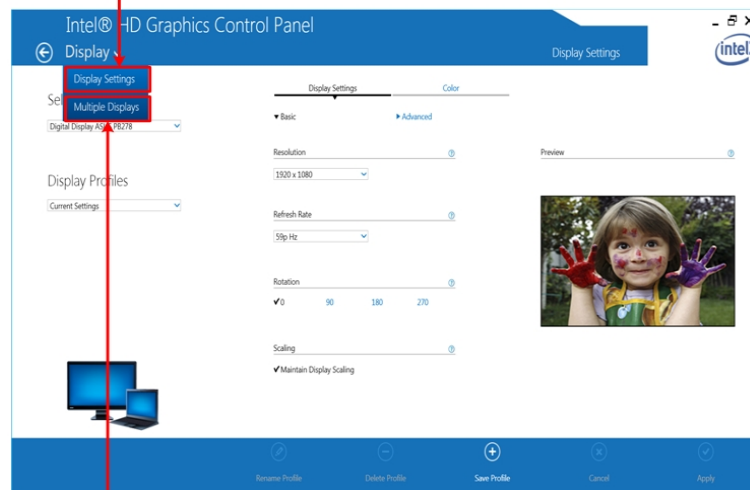 Intel® HD Graphics Control Panel
Display
Display Settings
intel
Display Settings
Multiple Displays
Digital Display PB278
Display Profiles
Current Settings
Display Settings
Color
Basic
Advanced
Resolution
1920 x 1080
Refresh Rate
59p Hz
Rotation
0 90 180 270
Scaling
Maintain Display Scaling
Preview
Rename Profile
Delete Profile
Save Profile
Cancel
Apply